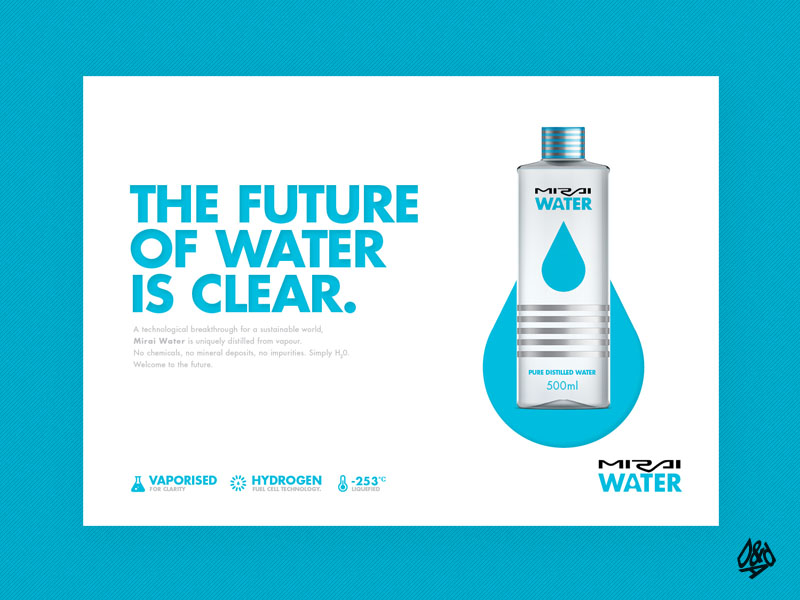 THE FUTURE
OF WATER
IS CLEAR.
A technological breakthrough for a sustainable world,
Mirai Water is uniquely distilled from vapour.
No chemicals, no mineral deposits, no impurities. Simply H₂0.
Welcome to the future.
MIRAI
WATER
PURE DISTILLED WATER
500ml
VAPORISED
FOR CLARITY
HYDROGEN
FUEL CELL TECHNOLOGY.
-253°C
LIQUEFIED
MIRAI
WATER